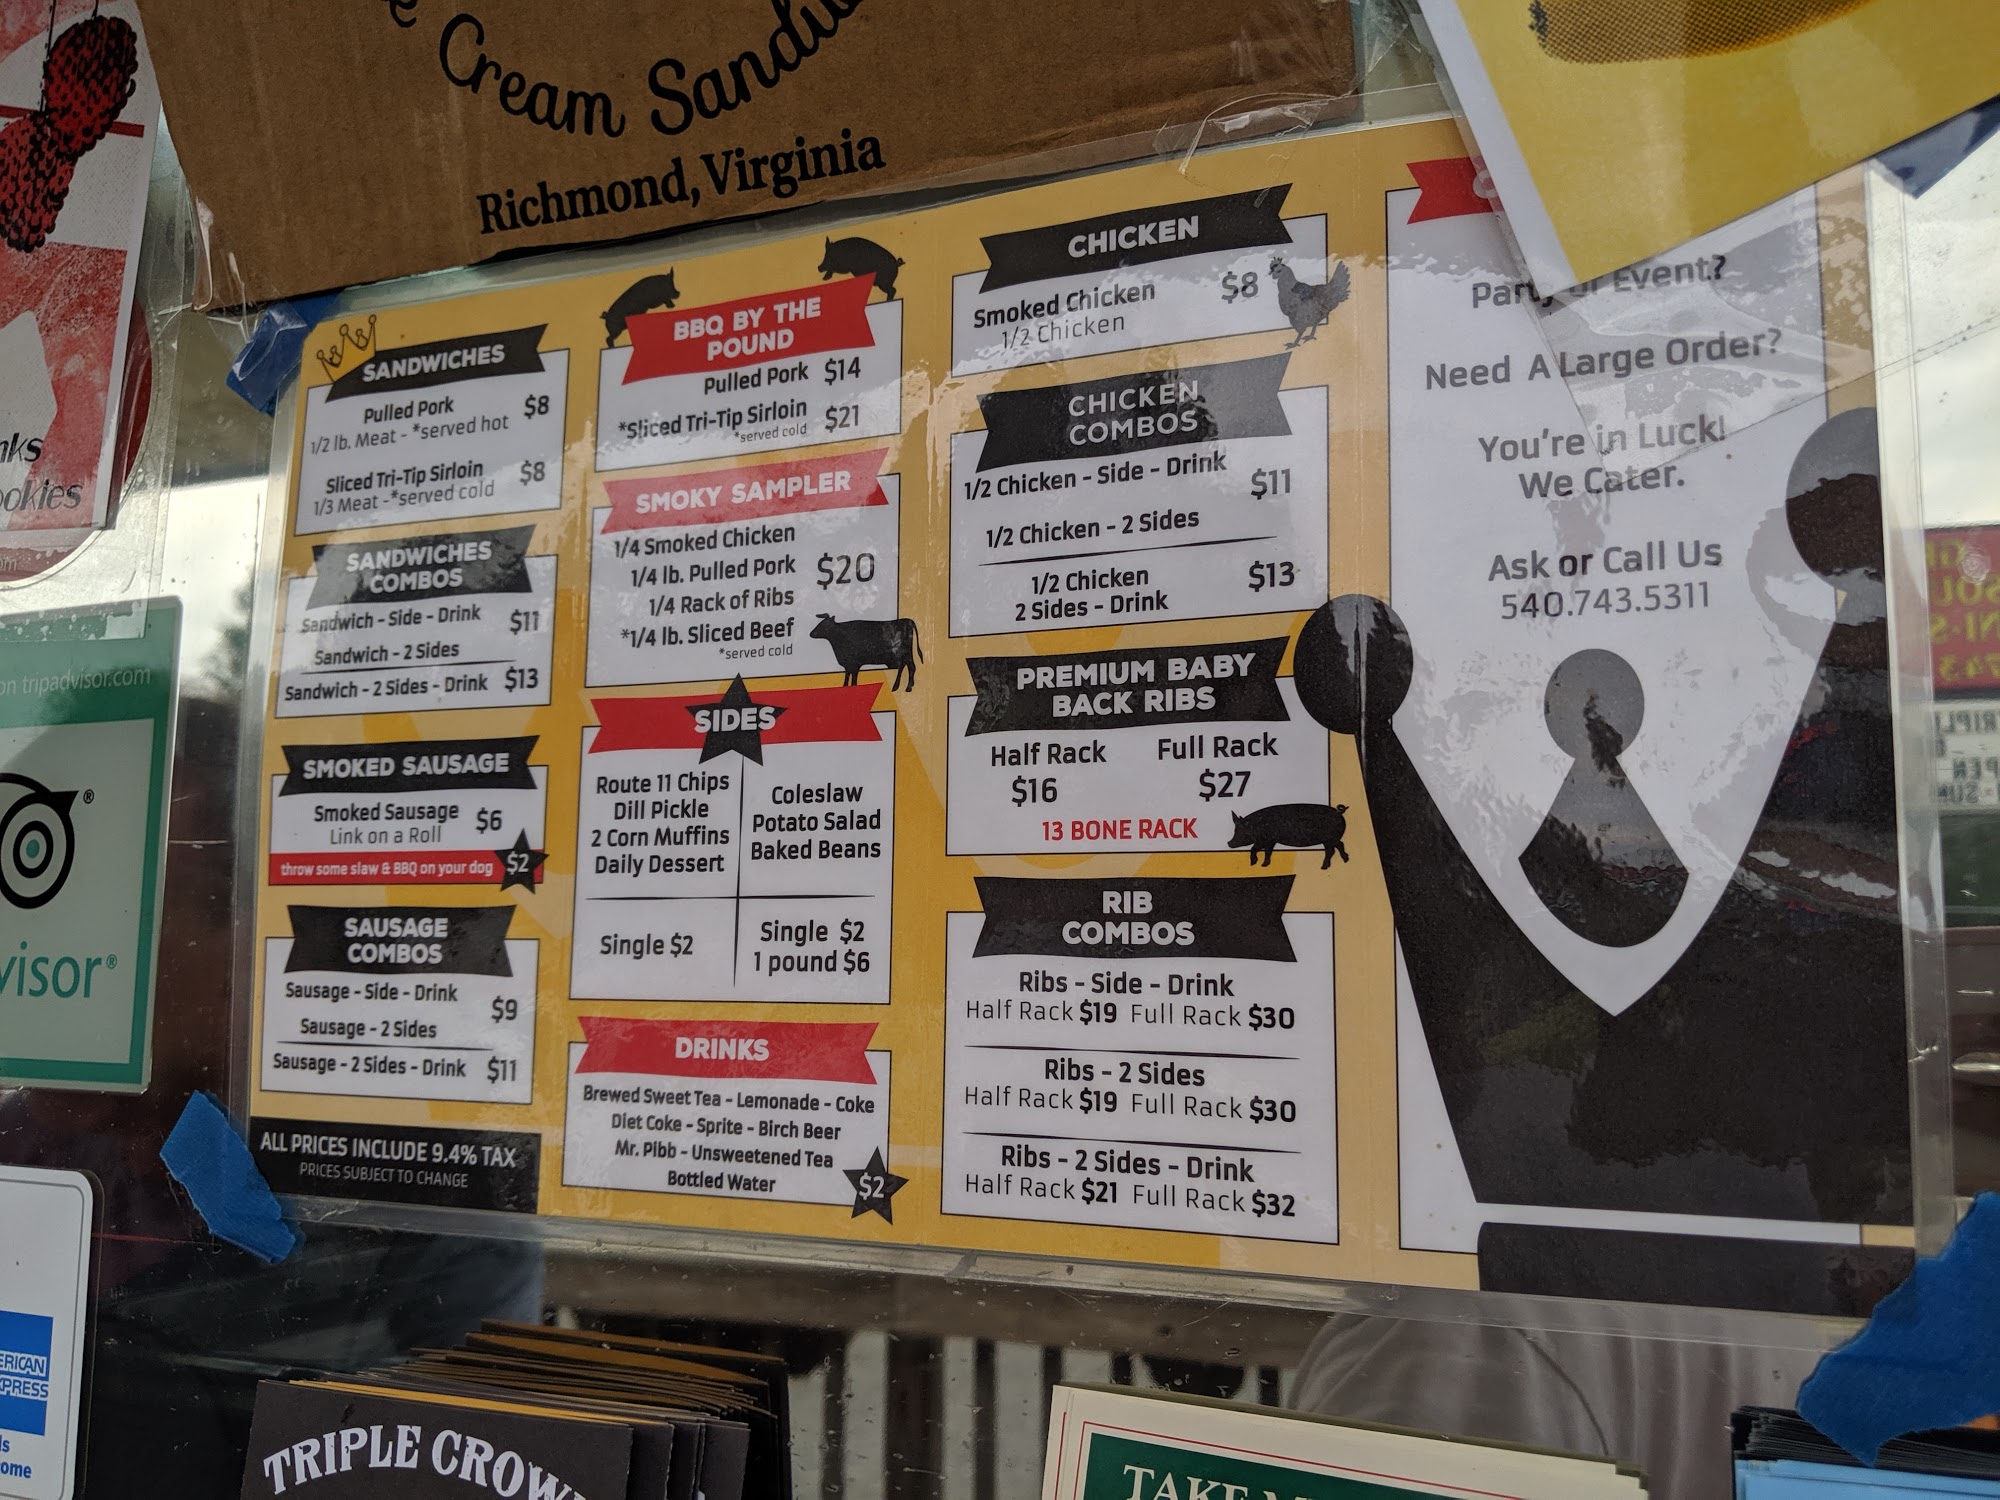 Cream
Richmond, Virginia
SANDWICHES
Pulled Pork $8
1/2 lb. Meat - *served hot
Sliced Tri-Tip Sirloin $8
1/3 Meat - *served cold
SANDWICHES
COMBOS
Sandwich - Side - Drink $11
Sandwich - 2 Sides
Sandwich - 2 Sides - Drink $13
SMOKED SAUSAGE
Smoked Sausage $6
Link on a Roll
throw some slaw & BBQ on your dog $2
SAUSAGE
COMBOS
Sausage - Side - Drink $9
Sausage - 2 Sides
Sausage - 2 Sides - Drink $11
ALL PRICES INCLUDE 9.4% TAX
PRICES SUBJECT TO CHANGE
BBQ BY THE
POUND
Pulled Pork $14
*Sliced Tri-Tip Sirloin $21
*served cold
SMOKY SAMPLER
1/4 Smoked Chicken
1/4 lb. Pulled Pork $20
1/4 Rack of Ribs
*1/4 lb. Sliced Beef
*served cold
SIDES
Route 11 Chips
Dill Pickle
2 Corn Muffins
Daily Dessert
Single $2
Coleslaw
Potato Salad
Baked Beans
Single $2
1 pound $6
DRINKS
Brewed Sweet Tea - Lemonade - Coke
Diet Coke - Sprite - Birch Beer
Mr. Pibb - Unsweetened Tea
Bottled Water $2
CHICKEN
Smoked Chicken $8
1/2 Chicken
CHICKEN
COMBOS
1/2 Chicken - Side - Drink $11
1/2 Chicken - 2 Sides
1/2 Chicken $13
2 Sides - Drink
PREMIUM BABY
BACK RIBS
Half Rack Full Rack
$16 $27
13 BONE RACK
RIB
COMBOS
Ribs - Side - Drink
Half Rack $19 Full Rack $30
Ribs - 2 Sides
Half Rack $19 Full Rack $30
Ribs - 2 Sides - Drink
Half Rack $21 Full Rack $32
Party or Event?
Need A Large Order?
You're in Luck!
We Cater.
Ask or Call Us
540.743.5311
on tripadvisor.com
TRIPLE
TAKE